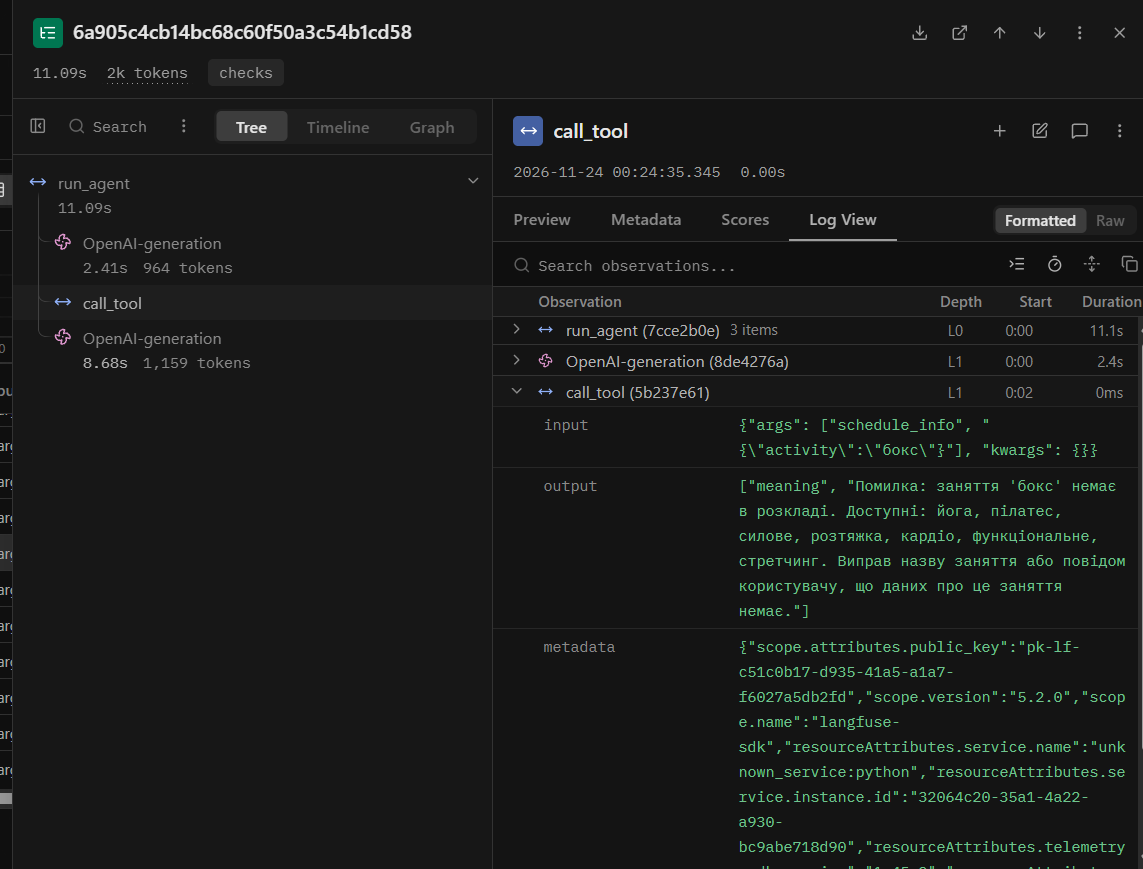 6a905c4cb14bc68c60f50a3c54b1cd58
11.09s 2k tokens checks
Search Tree Timeline Graph
run_agent
11.09s
OpenAI-generation
2.41s 964 tokens
call_tool
OpenAI-generation
8.68s 1,159 tokens
call_tool
2026-11-24 00:24:35.345 0.00s
Preview Metadata Scores Log View Formatted Raw
Search observations...
Observation Depth Start Duration
run_agent (7cce2b0e) 3 items L0 0:00 11.1s
OpenAI-generation (8de4276a) L1 0:00 2.4s
call_tool (5b237e61) L1 0:02 0ms
input {"args": ["schedule_info", "
{\"activity\":\"бокс\"}"], "kwargs": {}}
output ["meaning", "Помилка: заняття 'бокс' немає
в розкладі. Доступні: йога, пілатес,
силове, розтяжка, кардіо, функціональне,
стретчинг. Виправ назву заняття або повідом
користувачу, що даних про це заняття
немає."]
metadata {"scope.attributes.public_key":"pk-lf-
c51c0b17-d935-41a5-a1a7-
f6027a5db2fd","scope.version":"5.2.0","scop
e.name":"langfuse-
sdk","resourceAttributes.service.name":"unk
nown_service:python","resourceAttributes.se
rvice.instance.id":"32064c20-35a1-4a22-
a930-
bc9abe718d90","resourceAttributes.telemetry